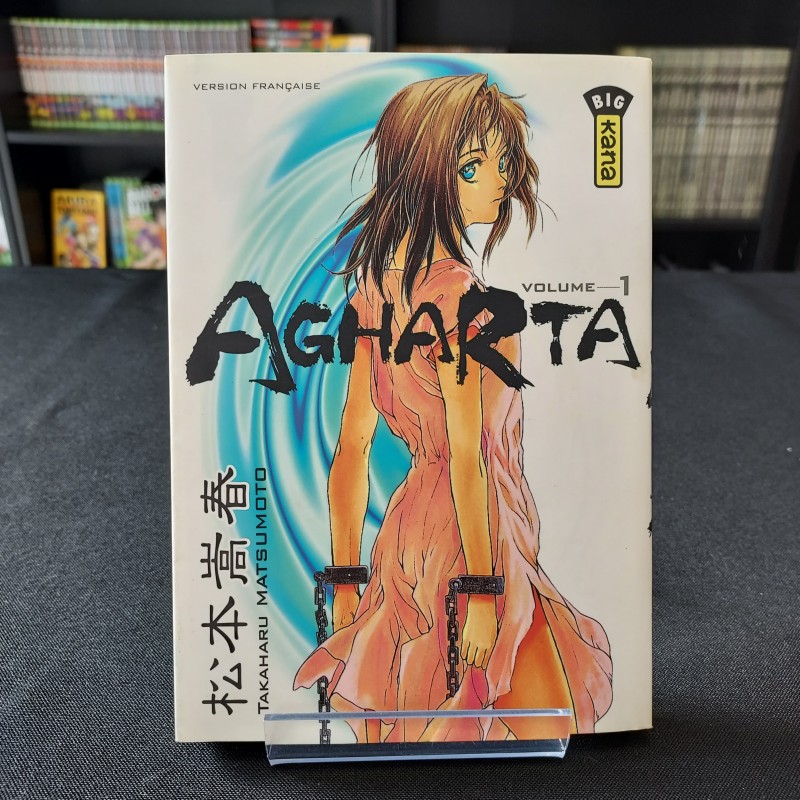 VERSION FRANÇAISE
BIG
kana
VOLUME—1
AGHARTA
松本嵩春
TAKAHARU MATSUMOTO